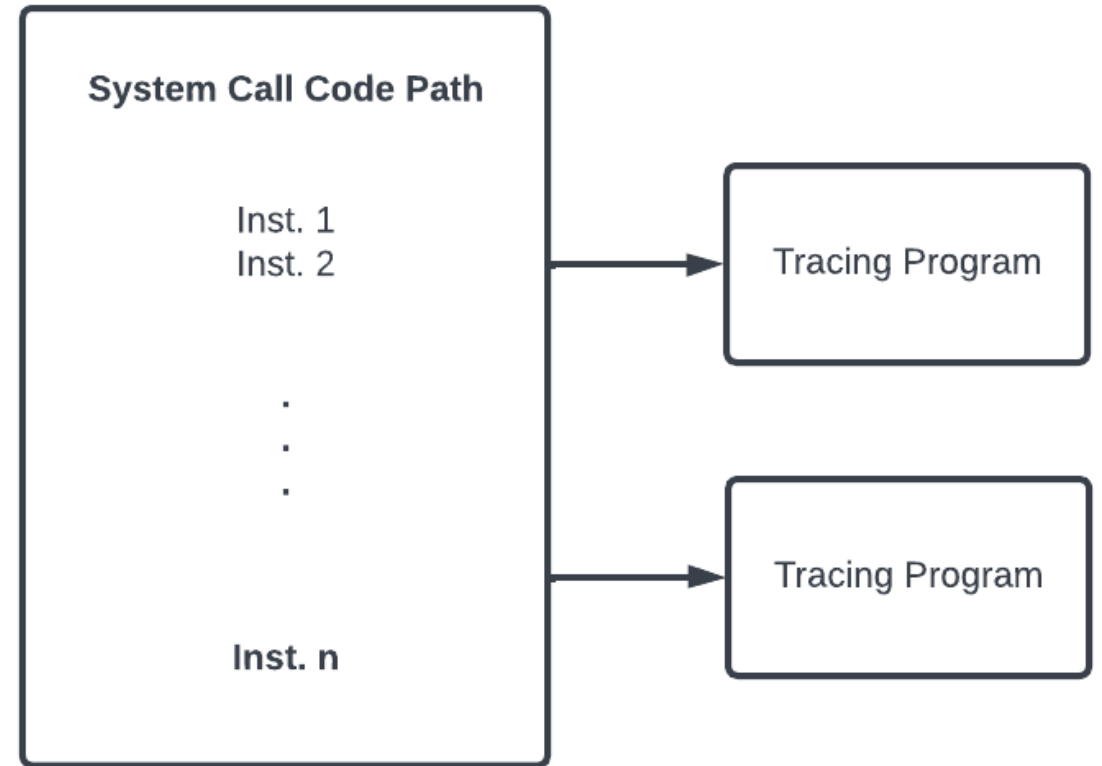 System Call Code Path
Inst. 1
Inst. 2
.
.
.
Inst. n
Tracing Program
Tracing Program